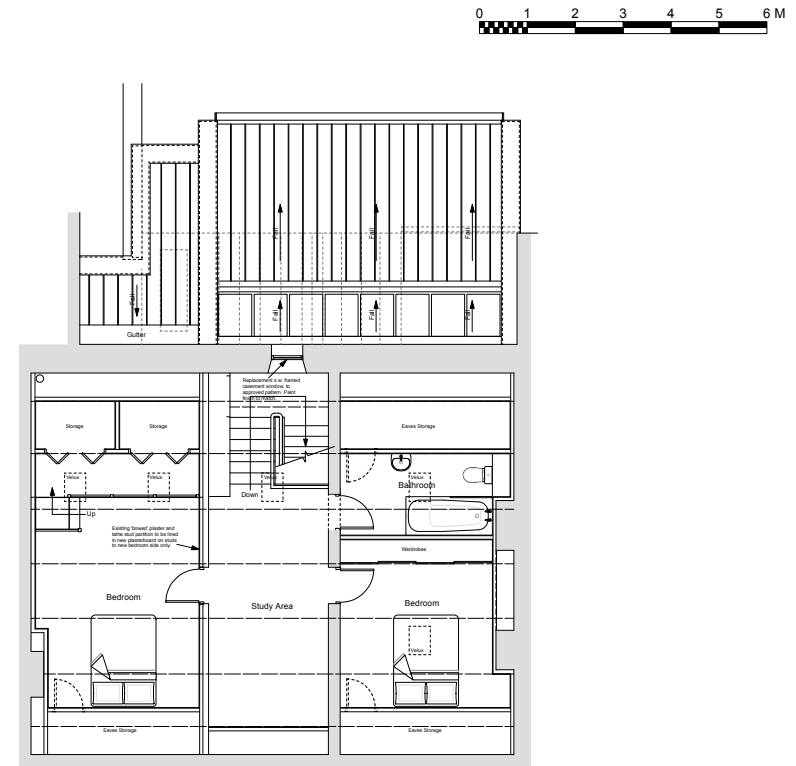 0 1 2 3 4 5 6 M
Fall
Fall
Fall
Fall
Fall
Fall
Fall
Gutter
Replacement s.w. framed
casement window, to
approved pattern. Paint
finish to match.
Storage
Storage
Eaves Storage
Velux
Velux
Velux
Velux
Bathroom
Down
Up
Existing 'bowed' plaster and
lathe stud partition to be lined
in new plasterboard on studs
to new bedroom side only.
Wardrobes
Bedroom
Study Area
Bedroom
Velux
Eaves Storage
Eaves Storage